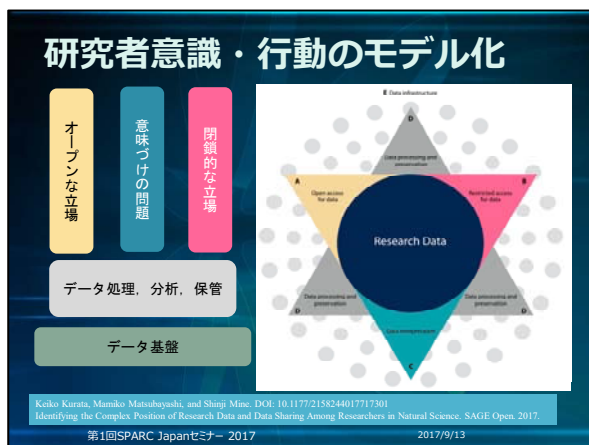 研究者意識・行動のモデル化
オープンな立場
意味づけの問題
閉鎖的な立場
データ処理，分析，保管
データ基盤
E Data infrastructure
D
Data processing and
preservation
A
Open access
for data
B
Restricted access
for data
Research Data
Data processing and
preservation
D
Data processing and
preservation
D
Data interpretation
C
Keiko Kurata, Mamiko Matsubayashi, and Shinji Mine. DOI: 10.1177/2158244017717301
Identifying the Complex Position of Research Data and Data Sharing Among Researchers in Natural Science. SAGE Open. 2017.
第1回SPARC Japanセミナー 2017
2017/9/13